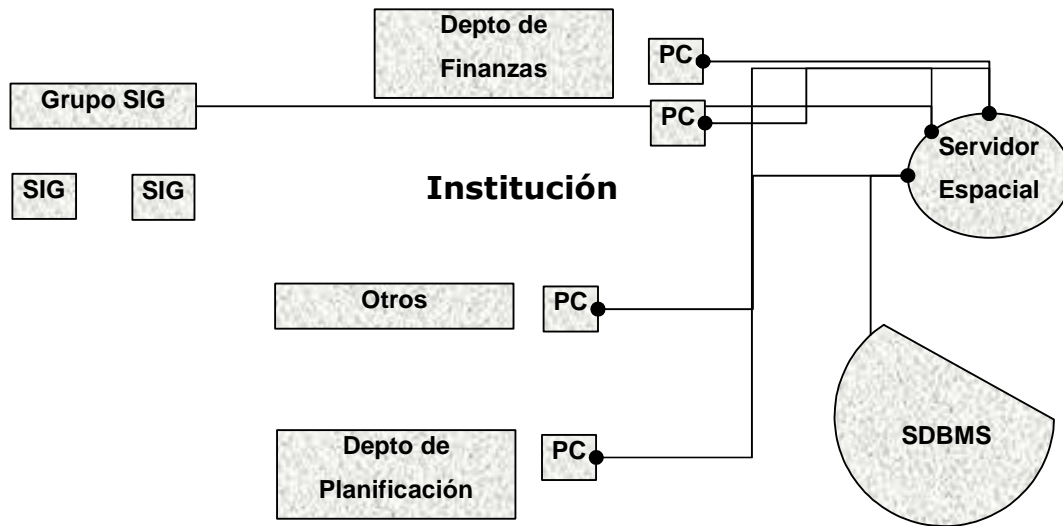 Depto de
Finanzas
PC
Grupo SIG
PC
Servidor
Espacial
SIG
SIG
Institución
Otros
PC
SDBMS
Depto de
Planificación
PC